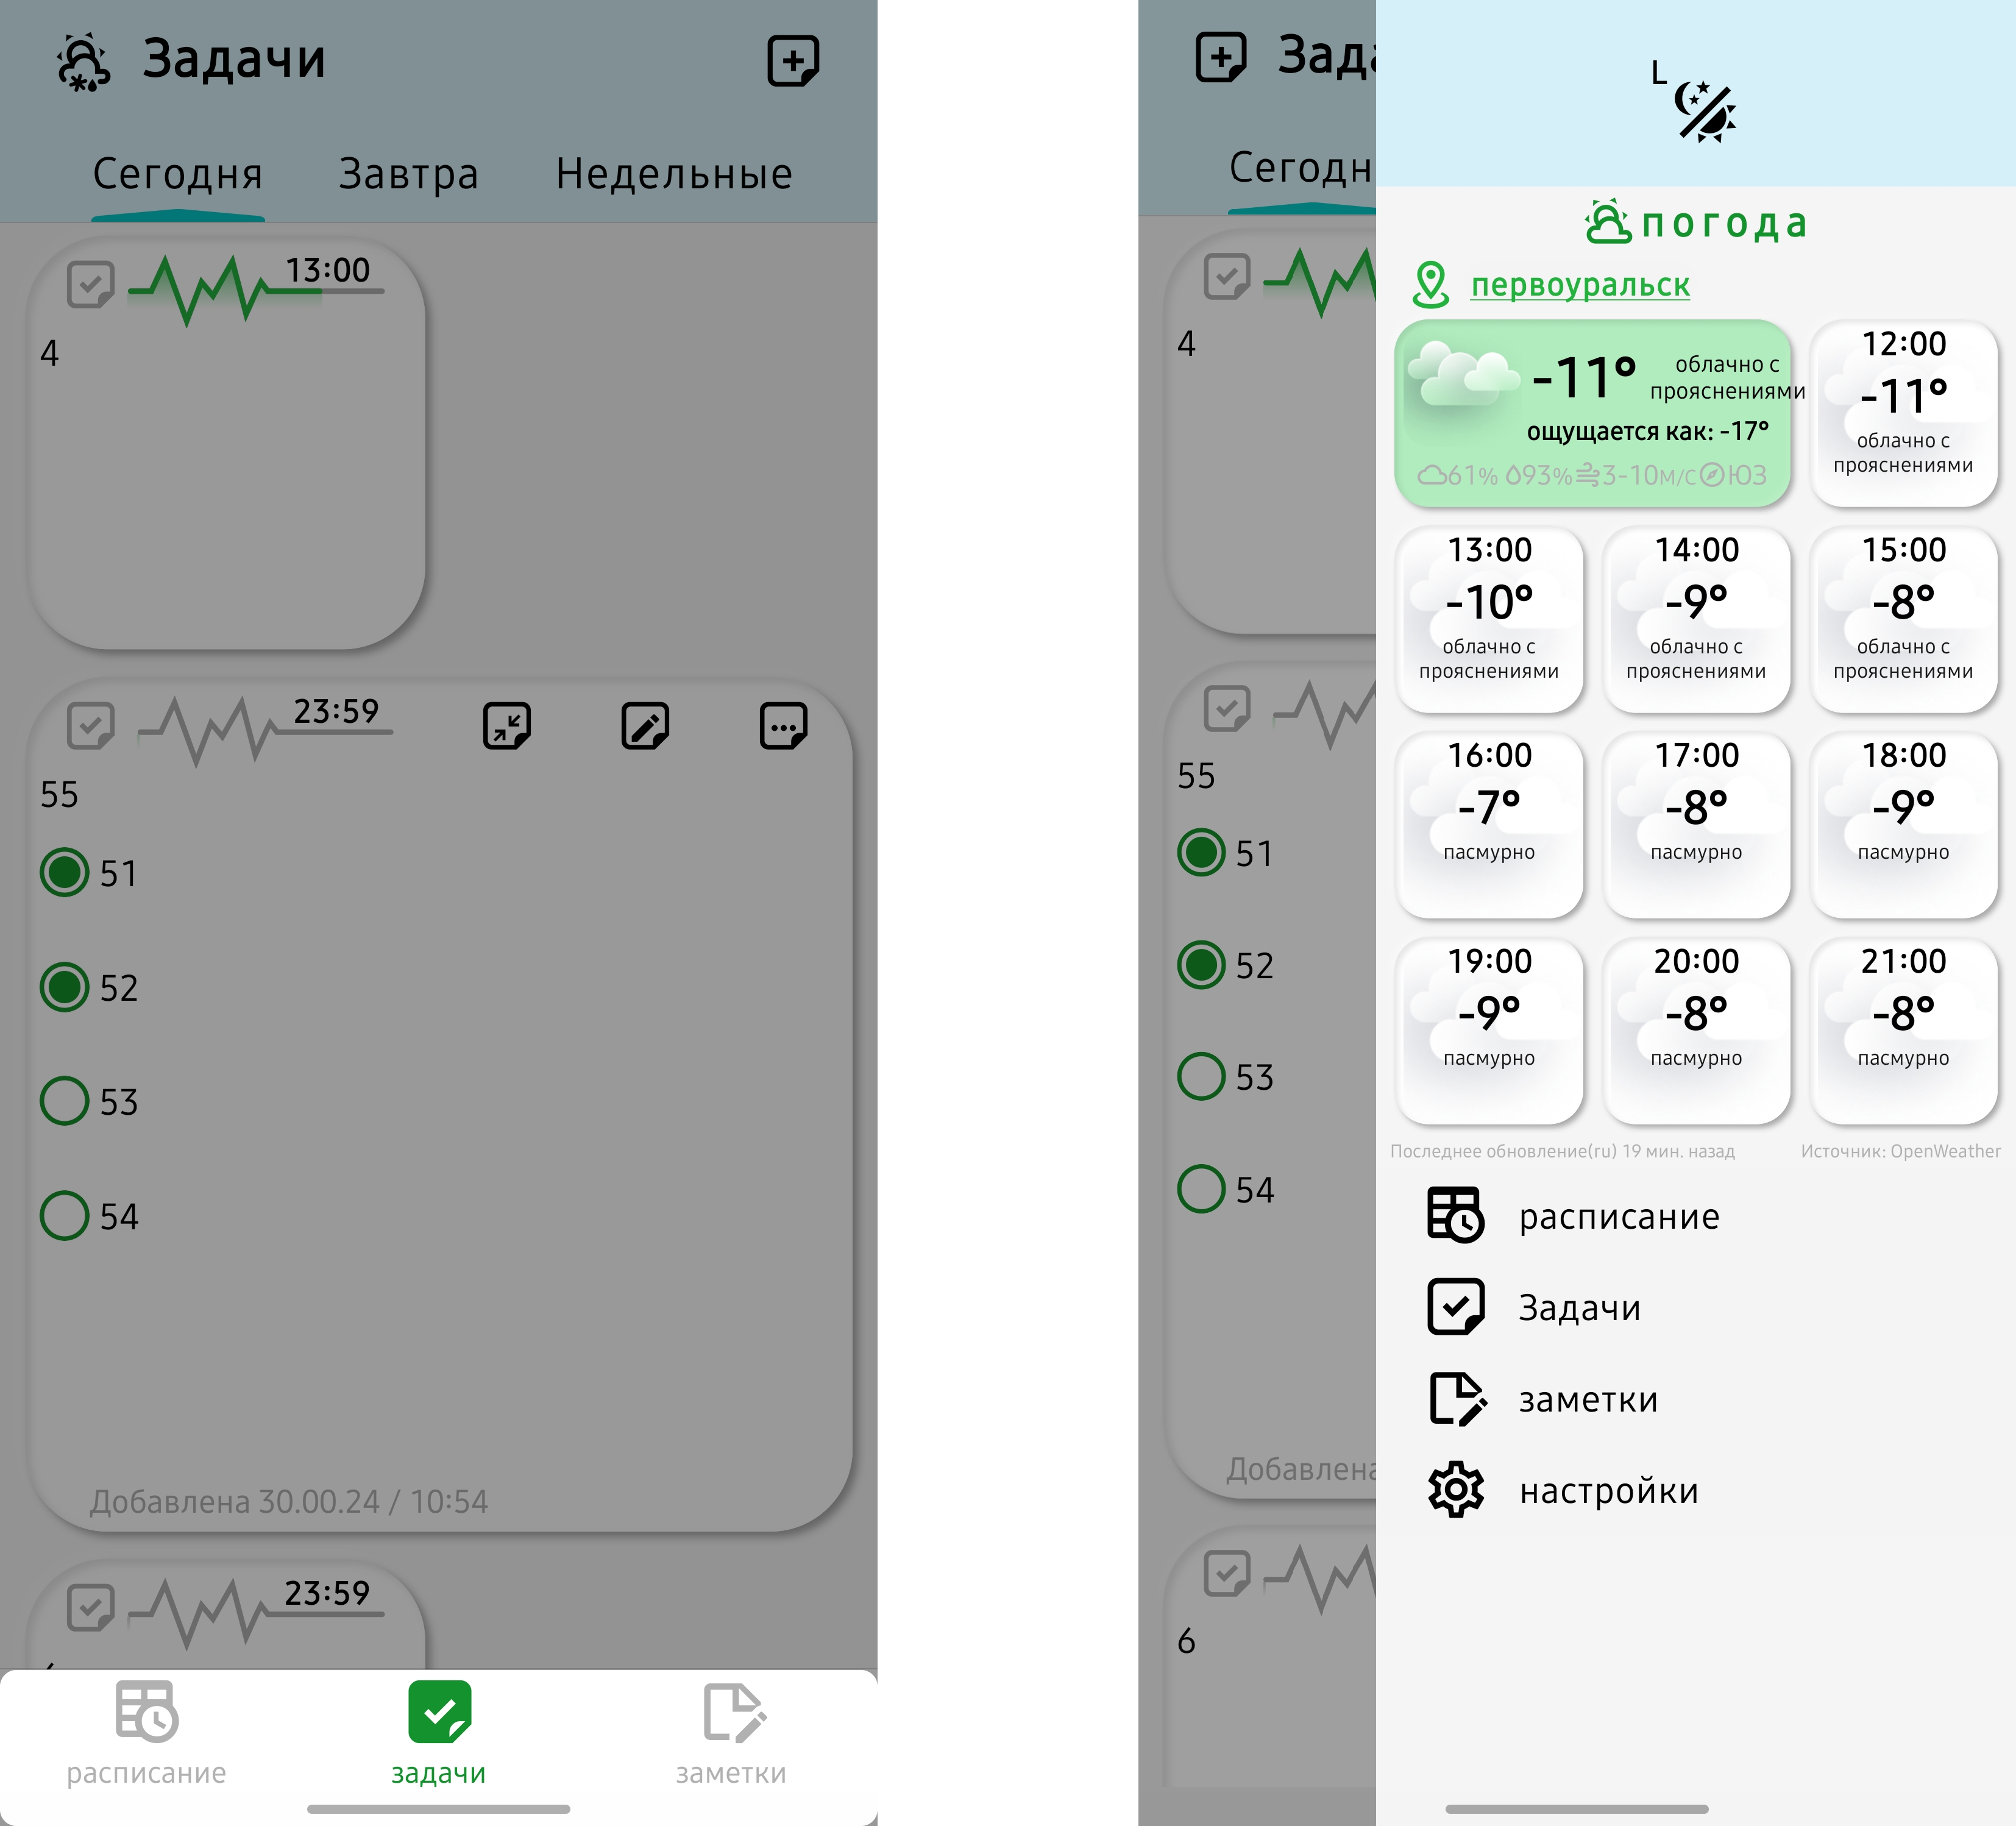 Задачи
Сегодня Завтра Недельные
13:00
4
23:59
55
51
52
53
54
Добавлена 30.00.24 / 10:54
23:59
расписание задачи заметки
Зада
Сегодн
4
55
51
52
53
54
Добавлена
6
L
погода
первоуральск
-11° облачно с прояснениями
ощущается как: -17°
61% 93% 3-10М/С ЮЗ
12:00
-11°
облачно с
прояснениями
13:00
-10°
облачно с
прояснениями
14:00
-9°
облачно с
прояснениями
15:00
-8°
облачно с
прояснениями
16:00
-7°
пасмурно
17:00
-8°
пасмурно
18:00
-9°
пасмурно
19:00
-9°
пасмурно
20:00
-8°
пасмурно
21:00
-8°
пасмурно
Последнее обновление(ru) 19 мин. назад Источник: OpenWeather
расписание
Задачи
заметки
настройки